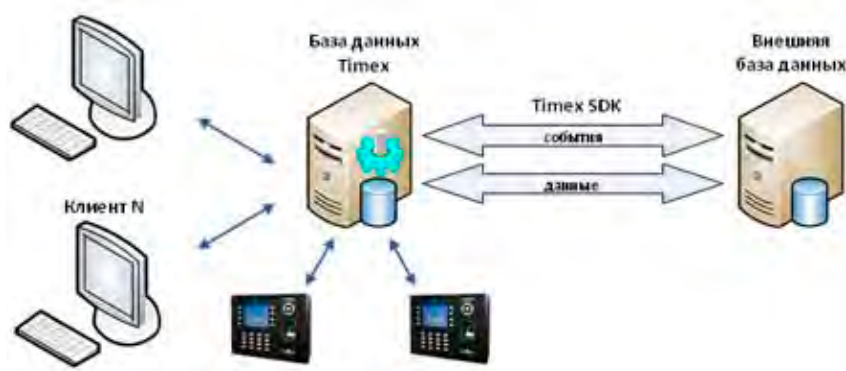 База данных
Timex
Внешняя
база данных
Timex SDK
события
данные
Клиент N